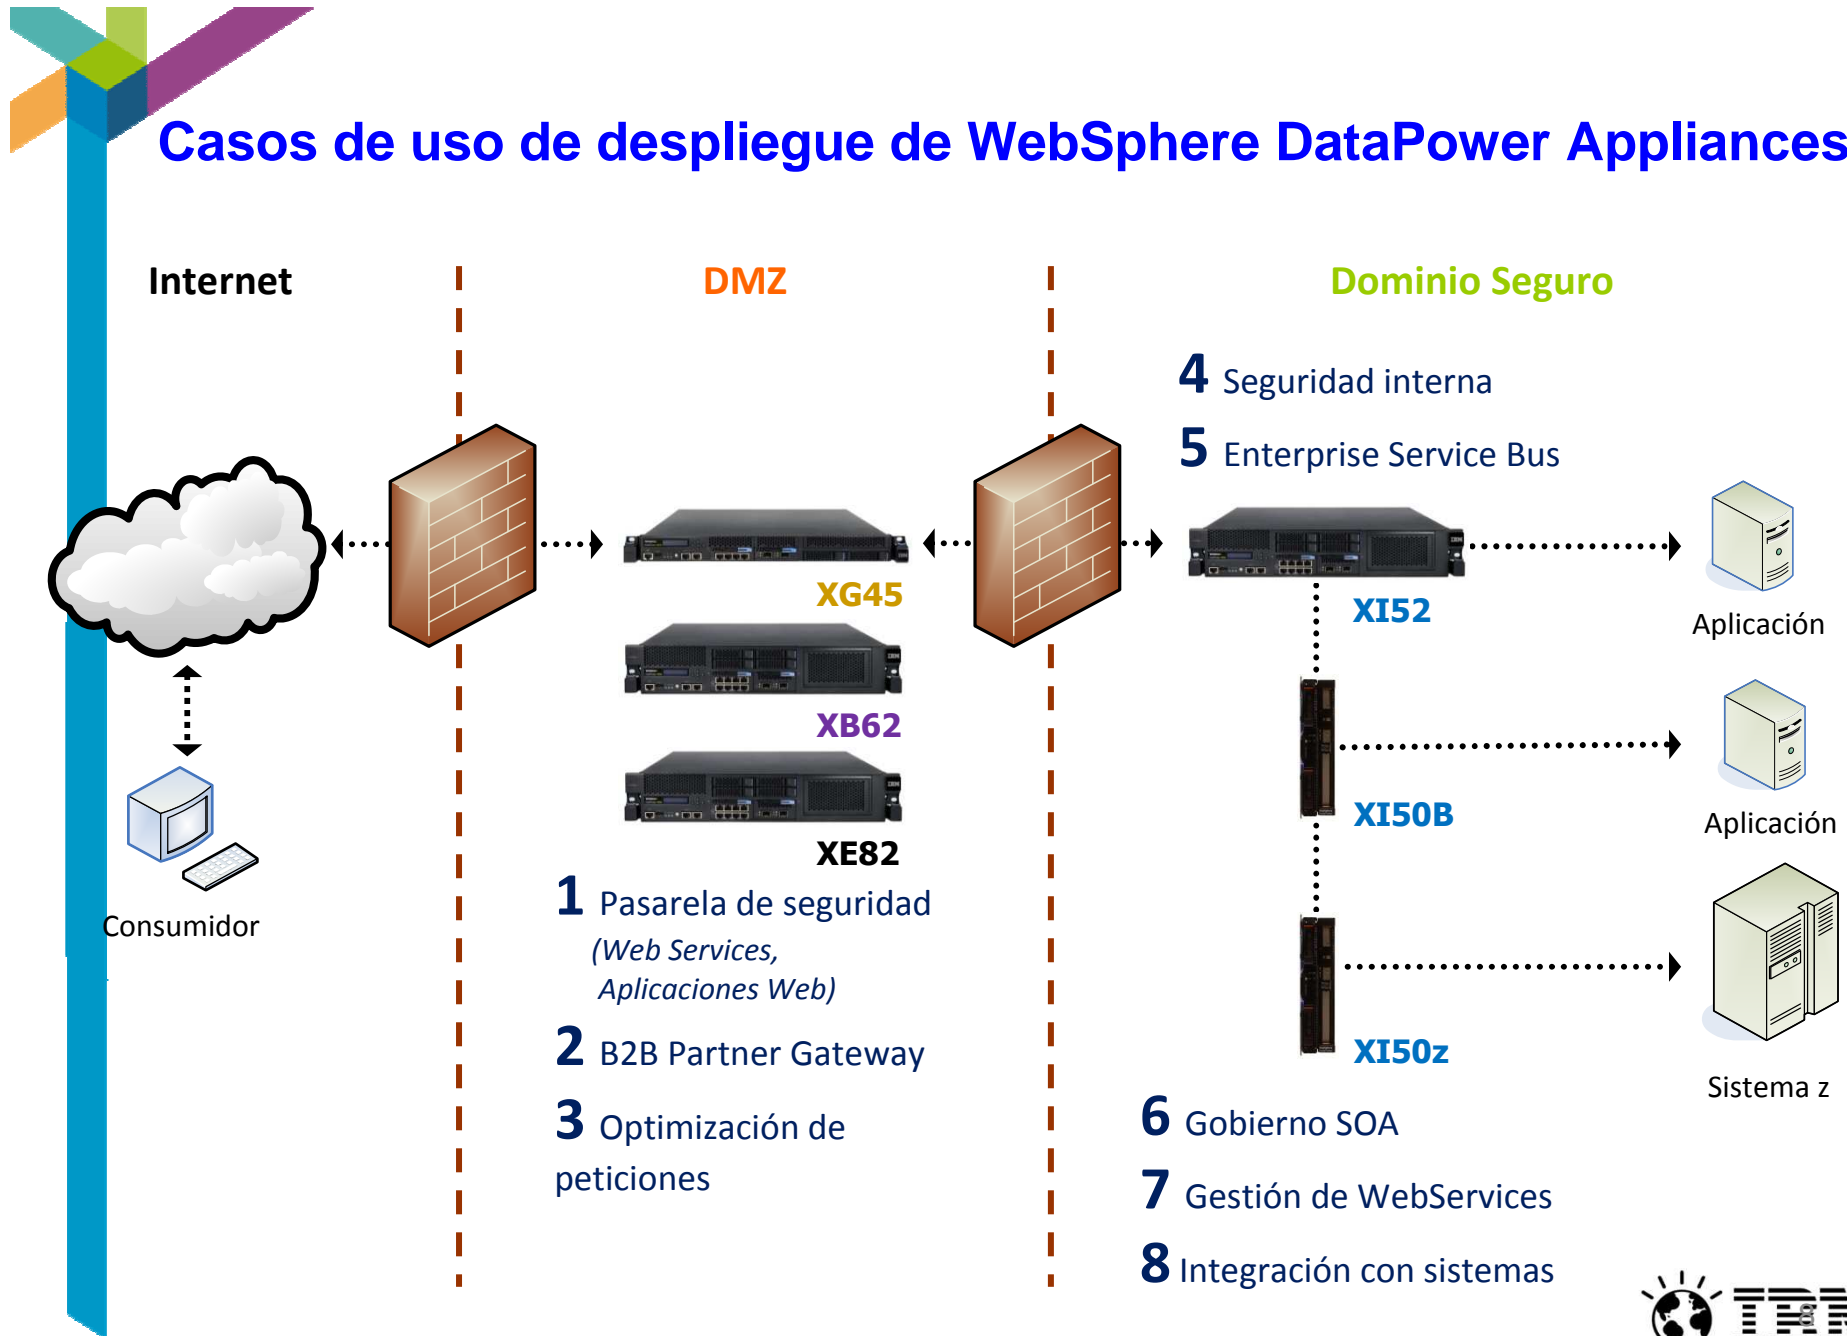 Casos de uso de despliegue de WebSphere DataPower Appliances
Internet
DMZ
Dominio Seguro
4 Seguridad interna
5 Enterprise Service Bus
XG45
XI52
Aplicación
XB62
XI50B
Aplicación
XE82
Consumidor
1 Pasarela de seguridad
(Web Services,
Aplicaciones Web)
2 B2B Partner Gateway
3 Optimización de
peticiones
XI50z
Sistema z
6 Gobierno SOA
7 Gestión de WebServices
8 Integración con sistemas
8